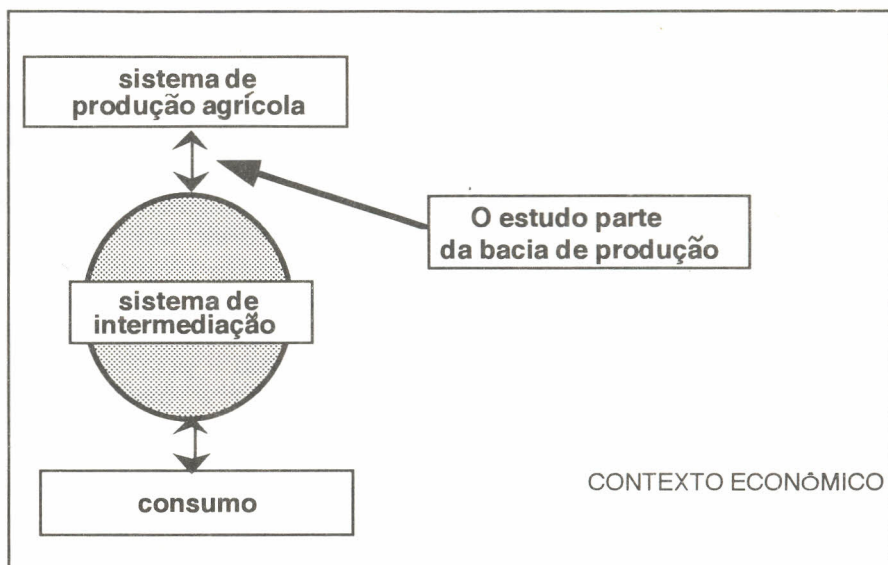 sistema de
produção agrícola
O estudo parte
da bacia de produção
sistema de
intermediação
consumo
CONTEXTO ECONÔMICO